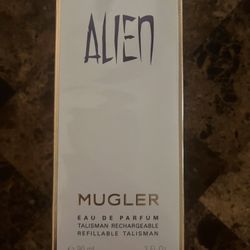 ALIEN
MUGLER
EAU DE PARFUM
TALISMAN RECHARGEABLE
REFILLABLE TALISMAN